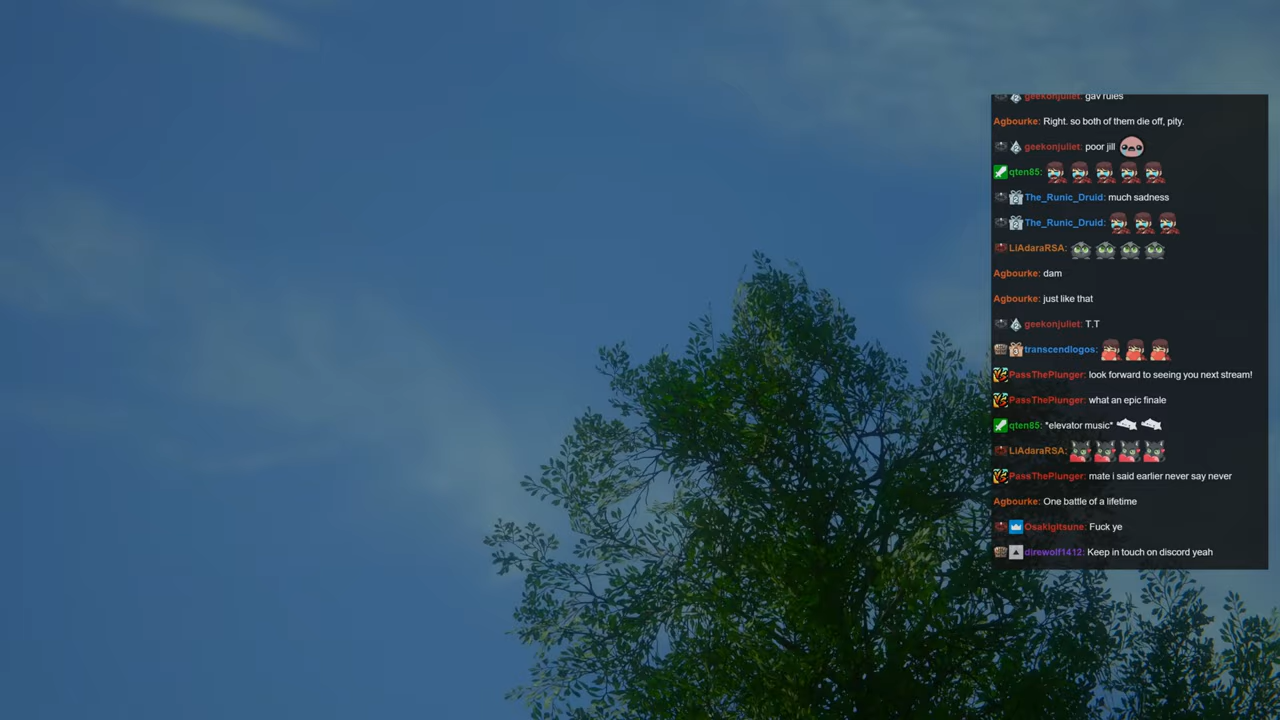 geekonjuliet: gav rules
Agbourke: Right. so both of them die off, pity.
geekonjuliet: poor jill
qten85:
The_Runic_Druid: much sadness
The_Runic_Druid:
LiAdaraRSA:
Agbourke: dam
Agbourke: just like that
geekonjuliet: T.T
transcendlogos:
PassThePlunger: look forward to seeing you next stream!
PassThePlunger: what an epic finale
qten85: *elevator music*
LiAdaraRSA:
PassThePlunger: mate i said earlier never say never
Agbourke: One battle of a lifetime
Osakigitsune: Fuck ye
direwolf1412: Keep in touch on discord yeah